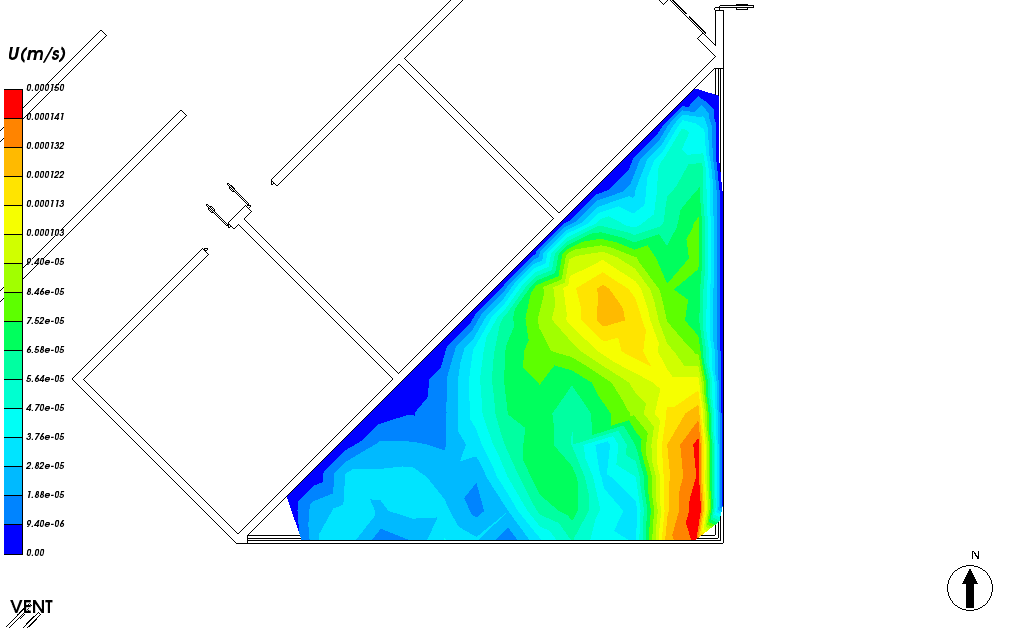 U(m/s)
0.000150
0.000141
0.000132
0.000122
0.000113
0.000103
9.40e-05
8.46e-05
7.52e-05
6.58e-05
5.64e-05
4.70e-05
3.76e-05
2.82e-05
1.88e-05
9.40e-06
0.00
N
VENT